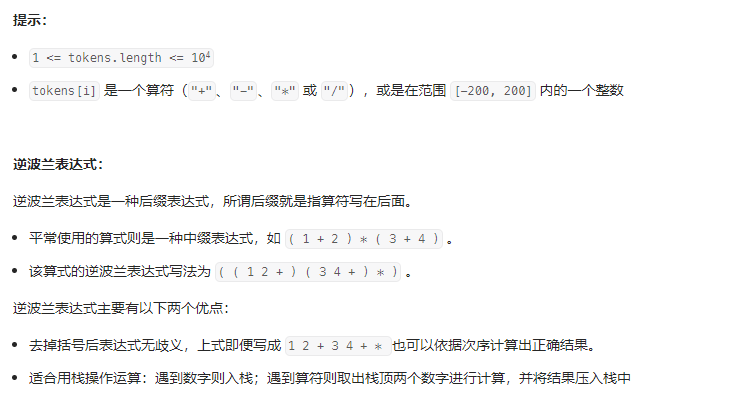 提示：
1 <= tokens.length <= 10⁴
tokens[i] 是一个算符（"+"、"-"、"*" 或 "/"），或是在范围 [-200, 200] 内的一个整数
逆波兰表达式：
逆波兰表达式是一种后缀表达式，所谓后缀就是指算符写在后面。
平常使用的算式则是一种中缀表达式，如 ( 1 + 2 ) * ( 3 + 4 ) 。
该算式的逆波兰表达式写法为 ( ( 1 2 + ) ( 3 4 + ) * ) 。
逆波兰表达式主要有以下两个优点：
去掉括号后表达式无歧义，上式即便写成 1 2 + 3 4 + * 也可以依据次序计算出正确结果。
适合用栈操作运算：遇到数字则入栈；遇到算符则取出栈顶两个数字进行计算，并将结果压入栈中